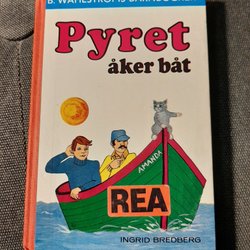 B. WAHLSTRÖMS BARNBÖCKER
Pyret
åker båt
AMANDA
REA
INGRID BREDBERG